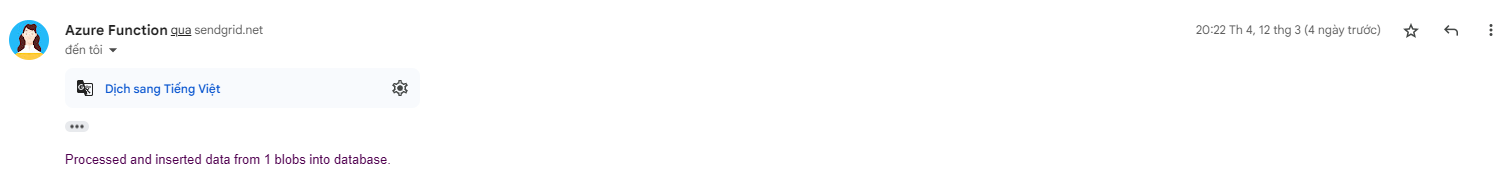 Azure Function qua sendgrid.net
20:22 Th 4, 12 thg 3 (4 ngày trước)
đến tôi
Dịch sang Tiếng Việt
Processed and inserted data from 1 blobs into database.